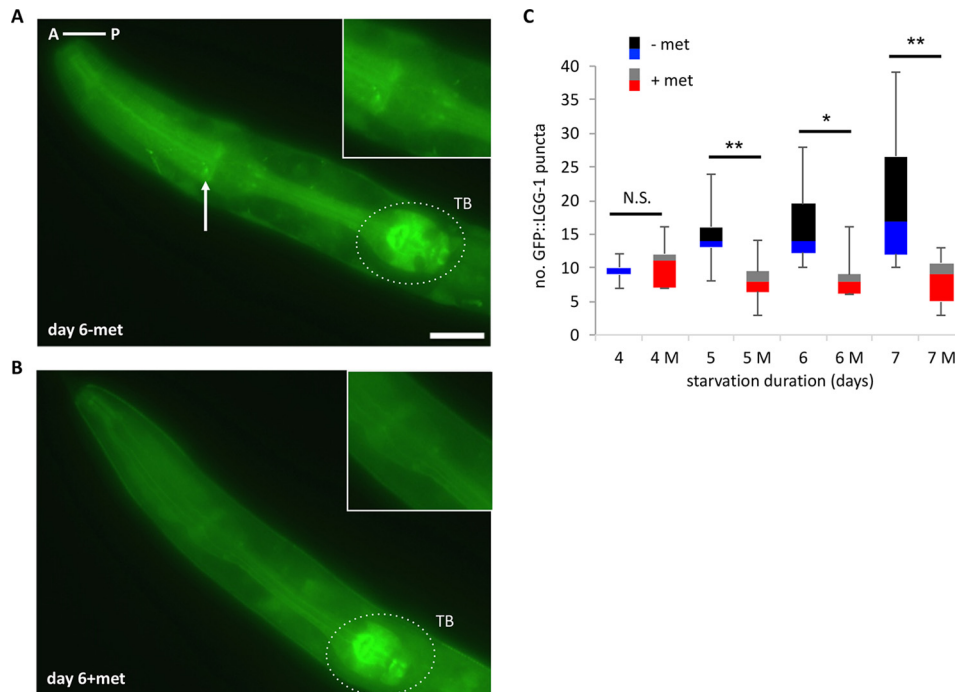 A
A P
TB
day 6-met
B
TB
day 6+met
C
- met
+ met
no. GFP::LGG-1 puncta
40
35
30
25
20
15
10
5
0
N.S.
**
*
**
4 4 M 5 5 M 6 6 M 7 7 M
starvation duration (days)